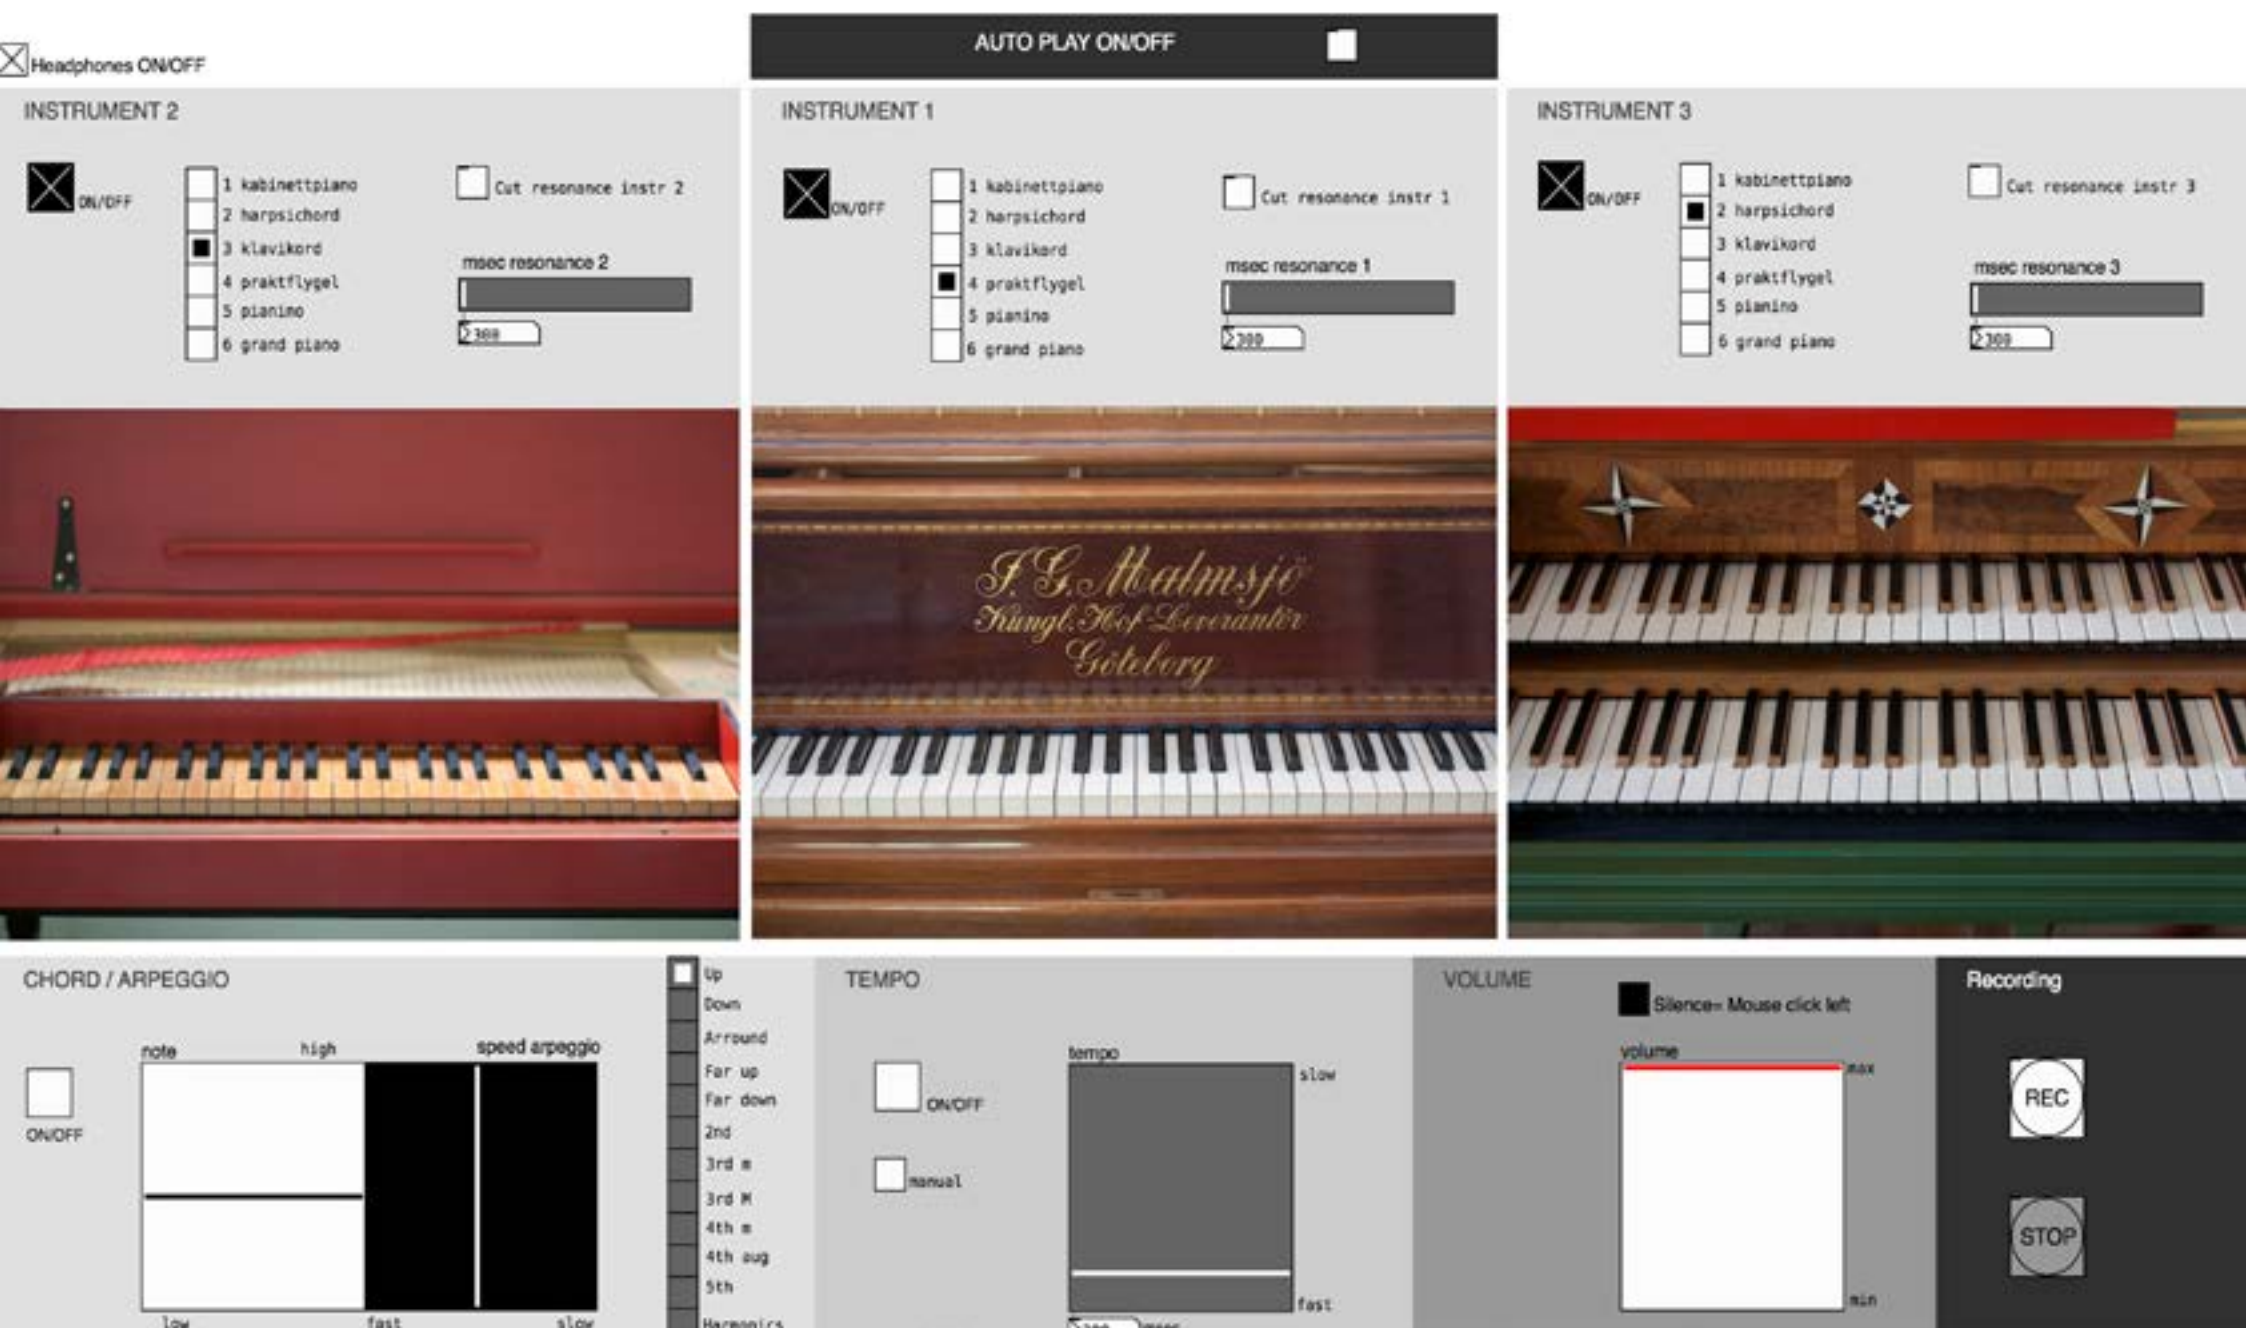 Headphones ON/OFF
AUTO PLAY ON/OFF
INSTRUMENT 2
ON/OFF
1 kabinettpiano
2 harpsichord
3 klavikord
4 praktflygel
5 pianino
6 grand piano
Cut resonance instr 2
msec resonance 2
300
INSTRUMENT 1
ON/OFF
1 kabinettpiano
2 harpsichord
3 klavikord
4 praktflygel
5 pianino
6 grand piano
Cut resonance instr 1
msec resonance 1
300
INSTRUMENT 3
ON/OFF
1 kabinettpiano
2 harpsichord
3 klavikord
4 praktflygel
5 pianino
6 grand piano
Cut resonance instr 3
msec resonance 3
300
J. G. Malmsjö
Kungl. Hof-Leverantör
Göteborg
CHORD / ARPEGGIO
ON/OFF
note
high
speed arpeggio
low
fast
slow
Up
Down
Arround
Far up
Far down
2nd
3rd m
3rd M
4th m
4th aug
5th
Harmonics
TEMPO
ON/OFF
manual
tempo
slow
fast
msec
VOLUME
Silence= Mouse click left
volume
max
min
Recording
REC
STOP